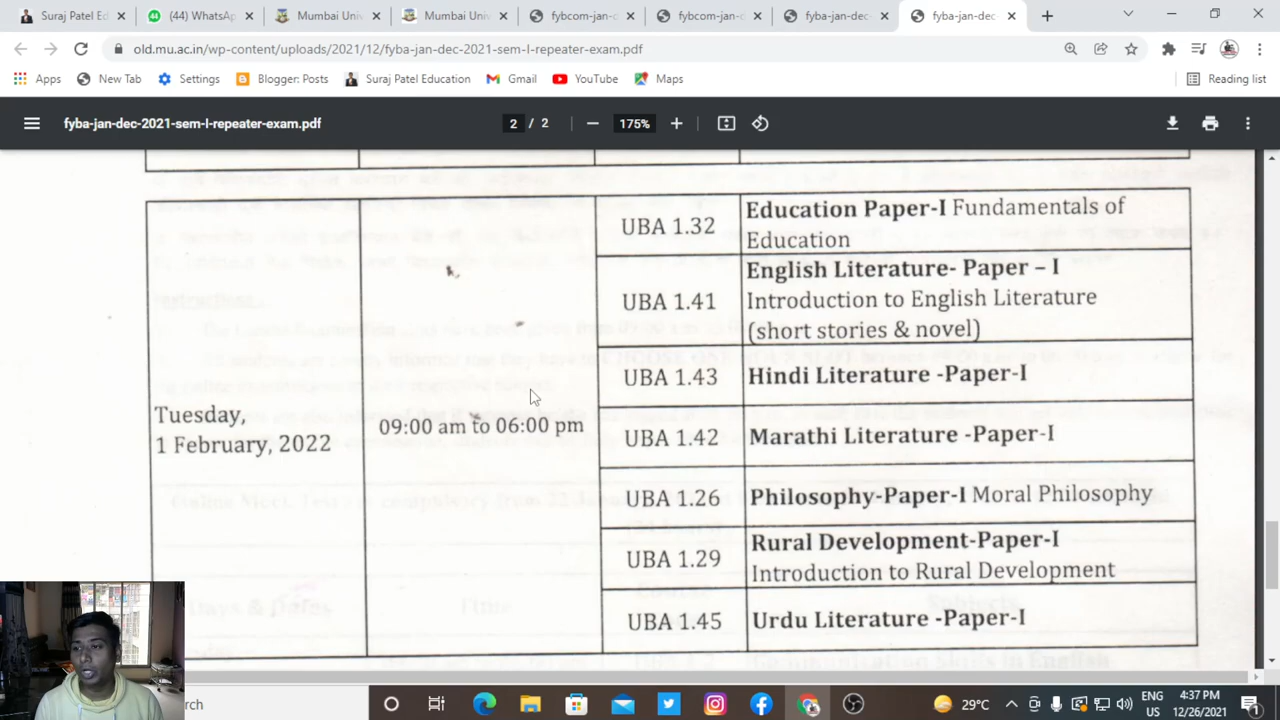 Suraj Patel Ed
(44) WhatsAp
Mumbai Univ
Mumbai Univ
fybcom-jan-d
fybcom-jan-d
fyba-jan-dec-
fyba-jan-dec-
old.mu.ac.in/wp-content/uploads/2021/12/fyba-jan-dec-2021-sem-I-repeater-exam.pdf
Apps
New Tab
Settings
Blogger: Posts
Suraj Patel Education
Gmail
YouTube
Maps
Reading list
fyba-jan-dec-2021-sem-I-repeater-exam.pdf
2 / 2
175%
Tuesday,
1 February, 2022
09:00 am to 06:00 pm
UBA 1.32
Education Paper-I Fundamentals of
Education
UBA 1.41
English Literature- Paper – I
Introduction to English Literature
(short stories & novel)
UBA 1.43
Hindi Literature -Paper-I
UBA 1.42
Marathi Literature -Paper-I
UBA 1.26
Philosophy-Paper-I Moral Philosophy
UBA 1.29
Rural Development-Paper-I
Introduction to Rural Development
UBA 1.45
Urdu Literature -Paper-I
rch
29°C
ENG
US
4:37 PM
12/26/2021
1